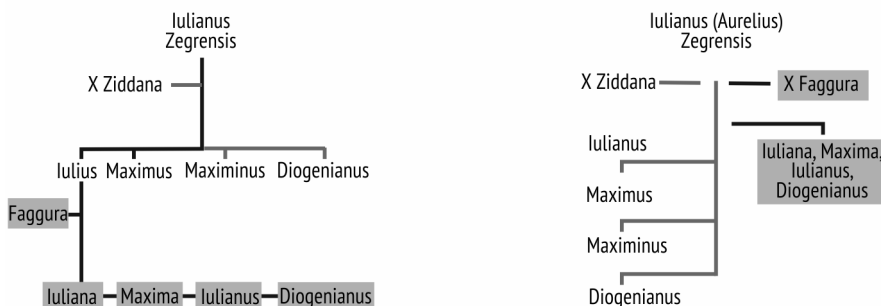 Iulianus
Zegrensis
X Ziddana
Iulius Maximus Maximinus Diogenianus
Faggura
Iuliana Maxima Iulianus Diogenianus
Iulianus (Aurelius)
Zegrensis
X Ziddana X Faggura
Iulianus
Iuliana, Maxima,
Iulianus,
Diogenianus
Maximus
Maximinus
Diogenianus